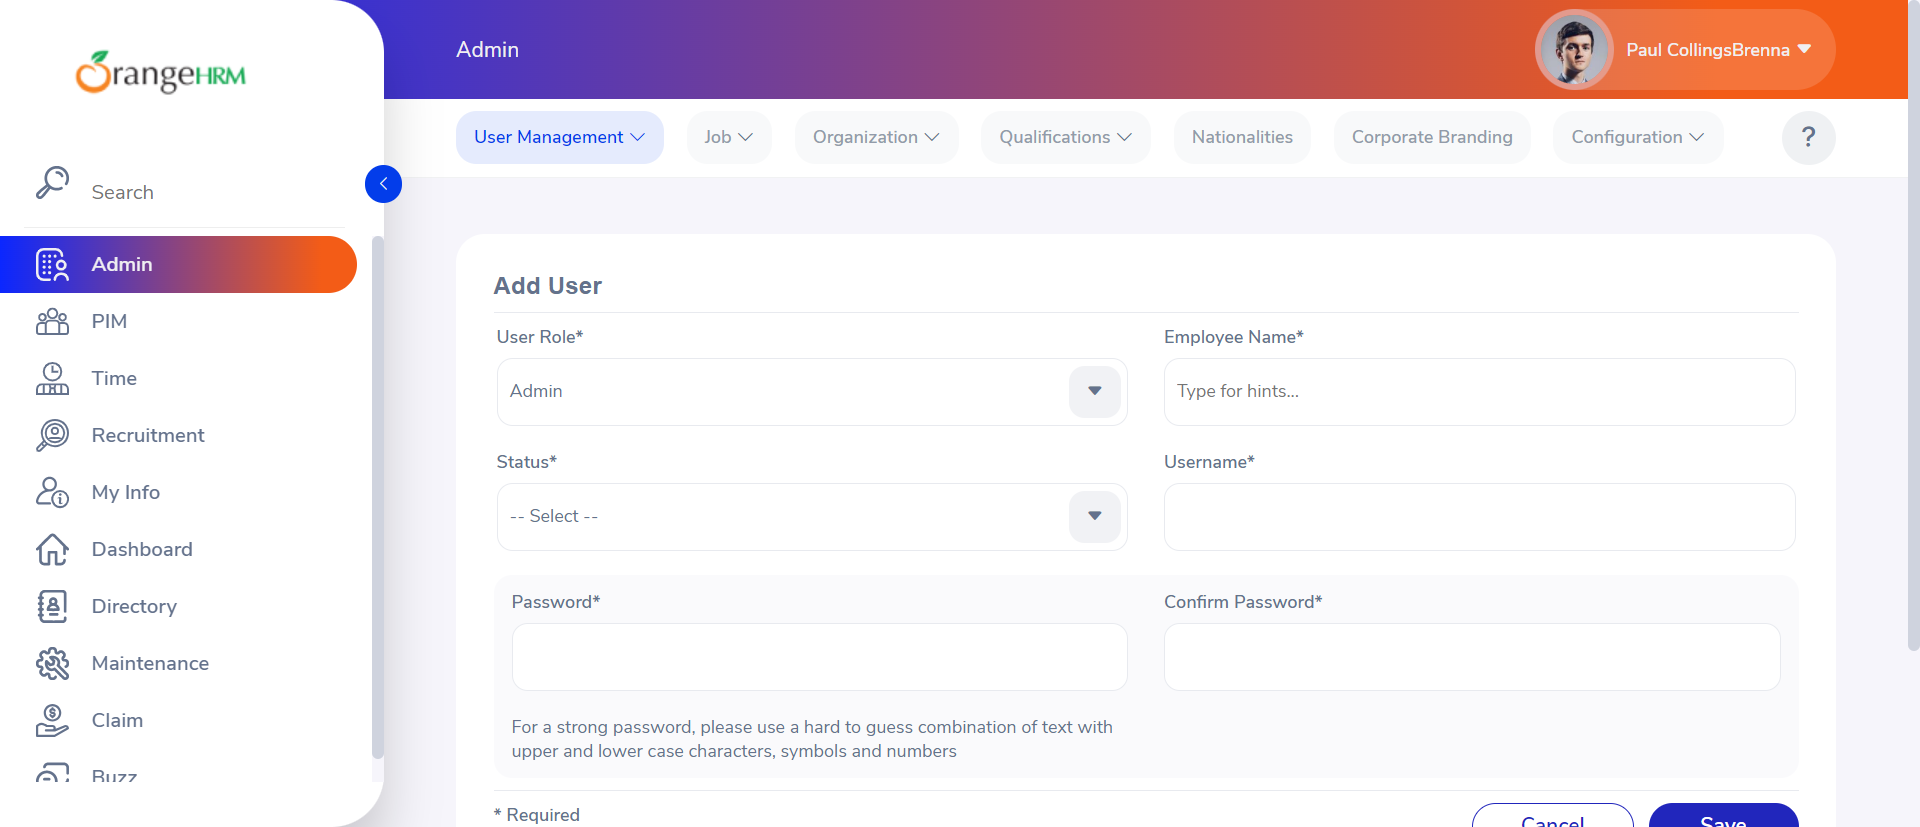 OrangeHRM
Admin
Paul CollingsBrenna
User Management
Job
Organization
Qualifications
Nationalities
Corporate Branding
Configuration
?
Search
Admin
PIM
Time
Recruitment
My Info
Dashboard
Directory
Maintenance
Claim
Buzz
Add User
User Role*
Admin
Employee Name*
Type for hints...
Status*
-- Select --
Username*
Password*
Confirm Password*
For a strong password, please use a hard to guess combination of text with
upper and lower case characters, symbols and numbers
* Required
Cancel
Save